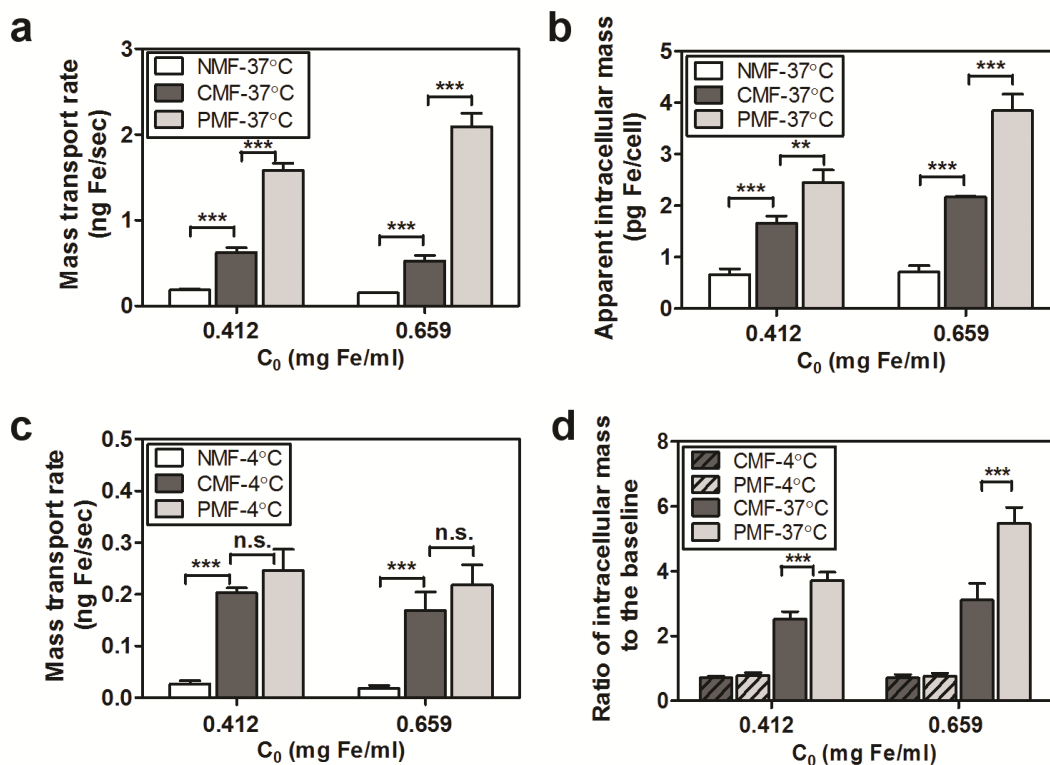 a
Mass transport rate
(ng Fe/sec)
3
2
1
0
NMF-37°C
CMF-37°C
PMF-37°C
***
***
***
***
0.412
0.659
C0 (mg Fe/ml)
b
Apparent intracellular mass
(pg Fe/cell)
5
4
3
2
1
0
NMF-37°C
CMF-37°C
PMF-37°C
***
**
***
***
0.412
0.659
C0 (mg Fe/ml)
c
Mass transport rate
(ng Fe/sec)
0.5
0.4
0.3
0.2
0.1
0.0
NMF-4°C
CMF-4°C
PMF-4°C
***
n.s.
***
n.s.
0.412
0.659
C0 (mg Fe/ml)
d
Ratio of intracellular mass
to the baseline
8
6
4
2
0
CMF-4°C
PMF-4°C
CMF-37°C
PMF-37°C
***
***
0.412
0.659
C0 (mg Fe/ml)